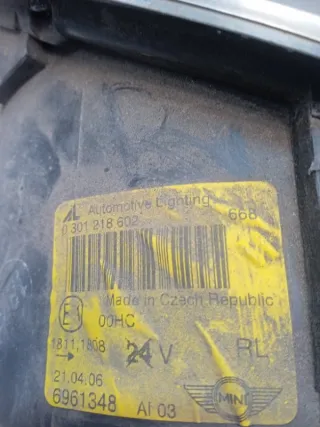 AL Automotive Lighting
0 301 218 602
668
Made in Czech Republic
E1
00HC
1811.1808
24 V
RL
21.04.06
6961348 AI 03
MINI